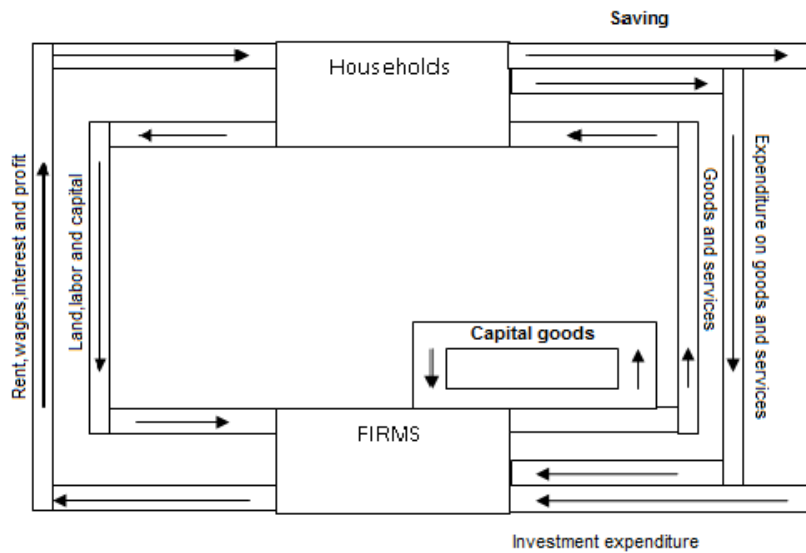 Saving
Households
Rent,wages,interest and profit
Land,labor and capital
Goods and services
Expenditure on goods and services
Capital goods
FIRMS
Investment expenditure